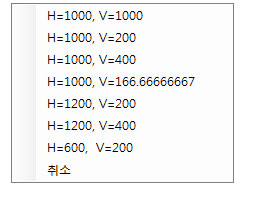 H=1000, V=1000
H=1000, V=200
H=1000, V=400
H=1000, V=166.66666667
H=1200, V=200
H=1200, V=400
H=600,  V=200
취소